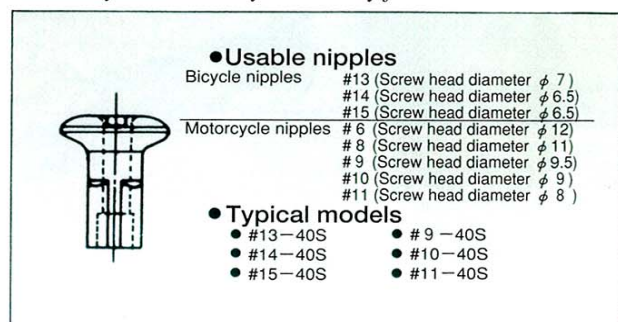 ●Usable nipples
Bicycle nipples #13 (Screw head diameter ϕ 7)
#14 (Screw head diameter ϕ 6.5)
#15 (Screw head diameter ϕ 6.5)
Motorcycle nipples # 6 (Screw head diameter ϕ 12)
# 8 (Screw head diameter ϕ 11)
# 9 (Screw head diameter ϕ 9.5)
#10 (Screw head diameter ϕ 9 )
#11 (Screw head diameter ϕ 8 )
● Typical models
● #13－40S ● # 9 －40S
● #14－40S ● #10－40S
● #15－40S ● #11－40S